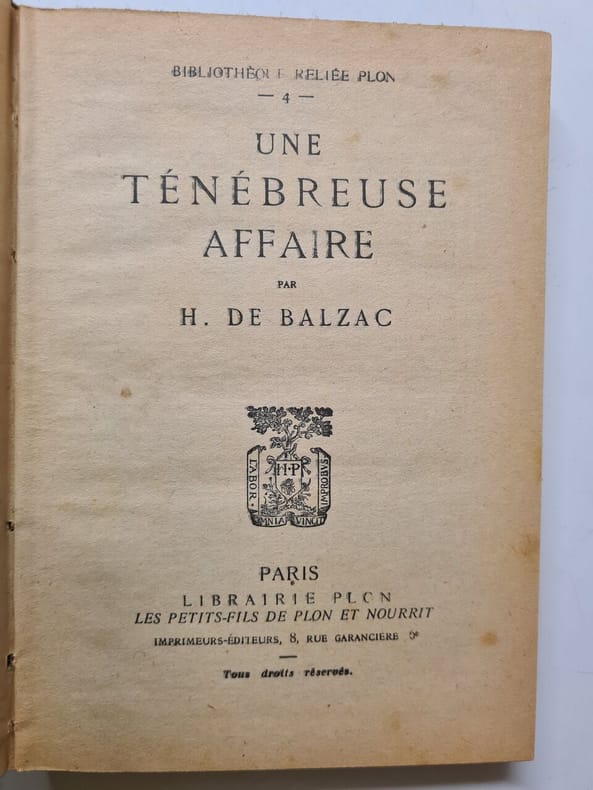 BIBLIOTHÈQUE RELIÉE PLON
— 4 —
UNE
TÉNÉBREUSE
AFFAIRE
PAR
H. DE BALZAC
LABOR
H·P
IMPROBVS
OMNIA VINCIT
PARIS
LIBRAIRIE PLON
LES PETITS-FILS DE PLON ET NOURRIT
IMPRIMEURS-ÉDITEURS, 8, RUE GARANCIÈRE 6e
Tous droits réservés.